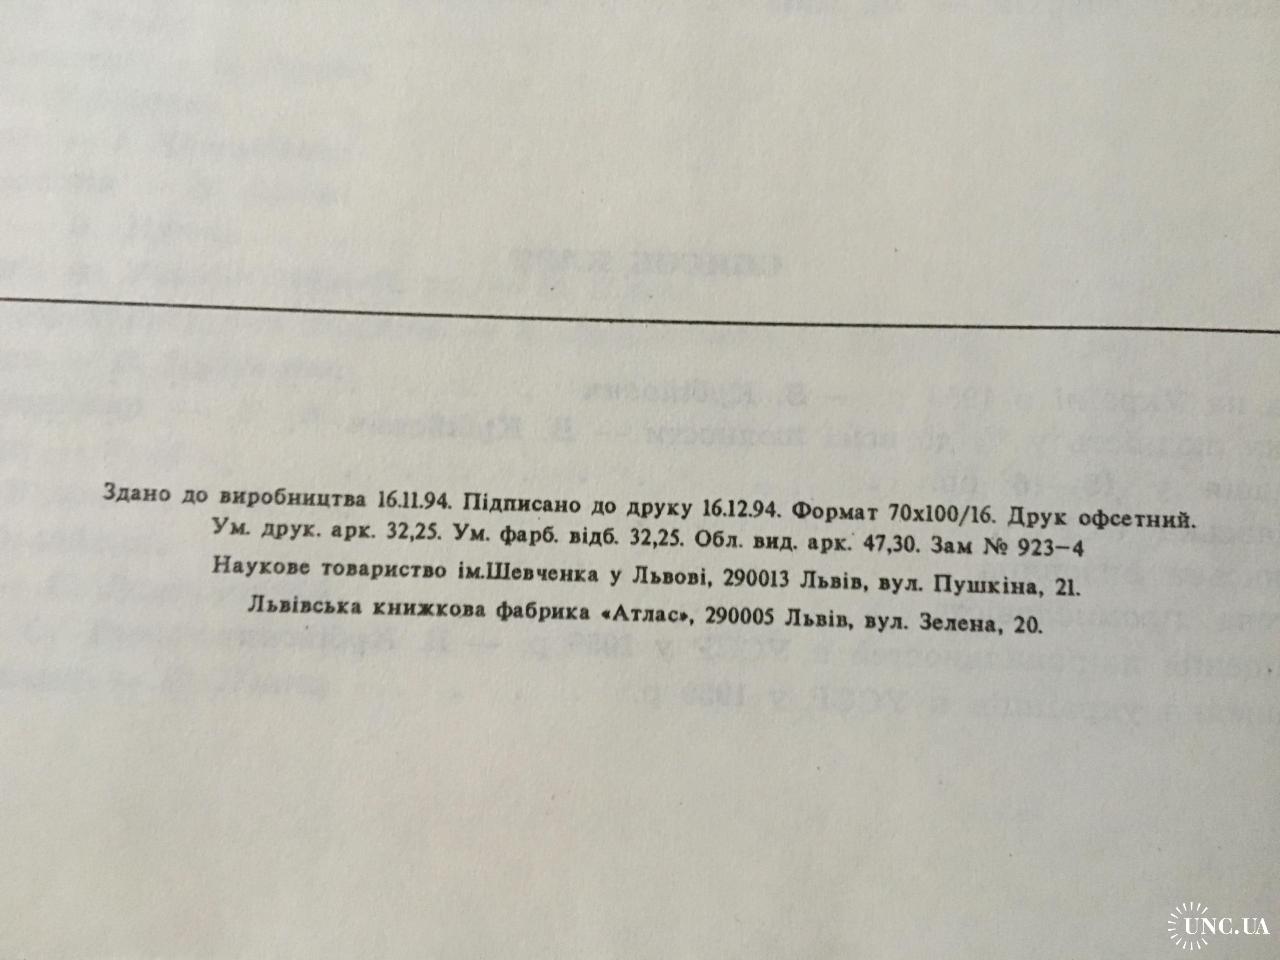 Здано до виробництва 16.11.94. Підписано до друку 16.12.94. Формат 70х100/16. Друк офсетний.
Ум. друк. арк. 32,25. Ум. фарб. відб. 32,25. Обл. вид. арк. 47,30. Зам № 923—4
Наукове товариство ім.Шевченка у Львові, 290013 Львів, вул. Пушкіна, 21.
Львівська книжкова фабрика «Атлас», 290005 Львів, вул. Зелена, 20.
UNC.UA